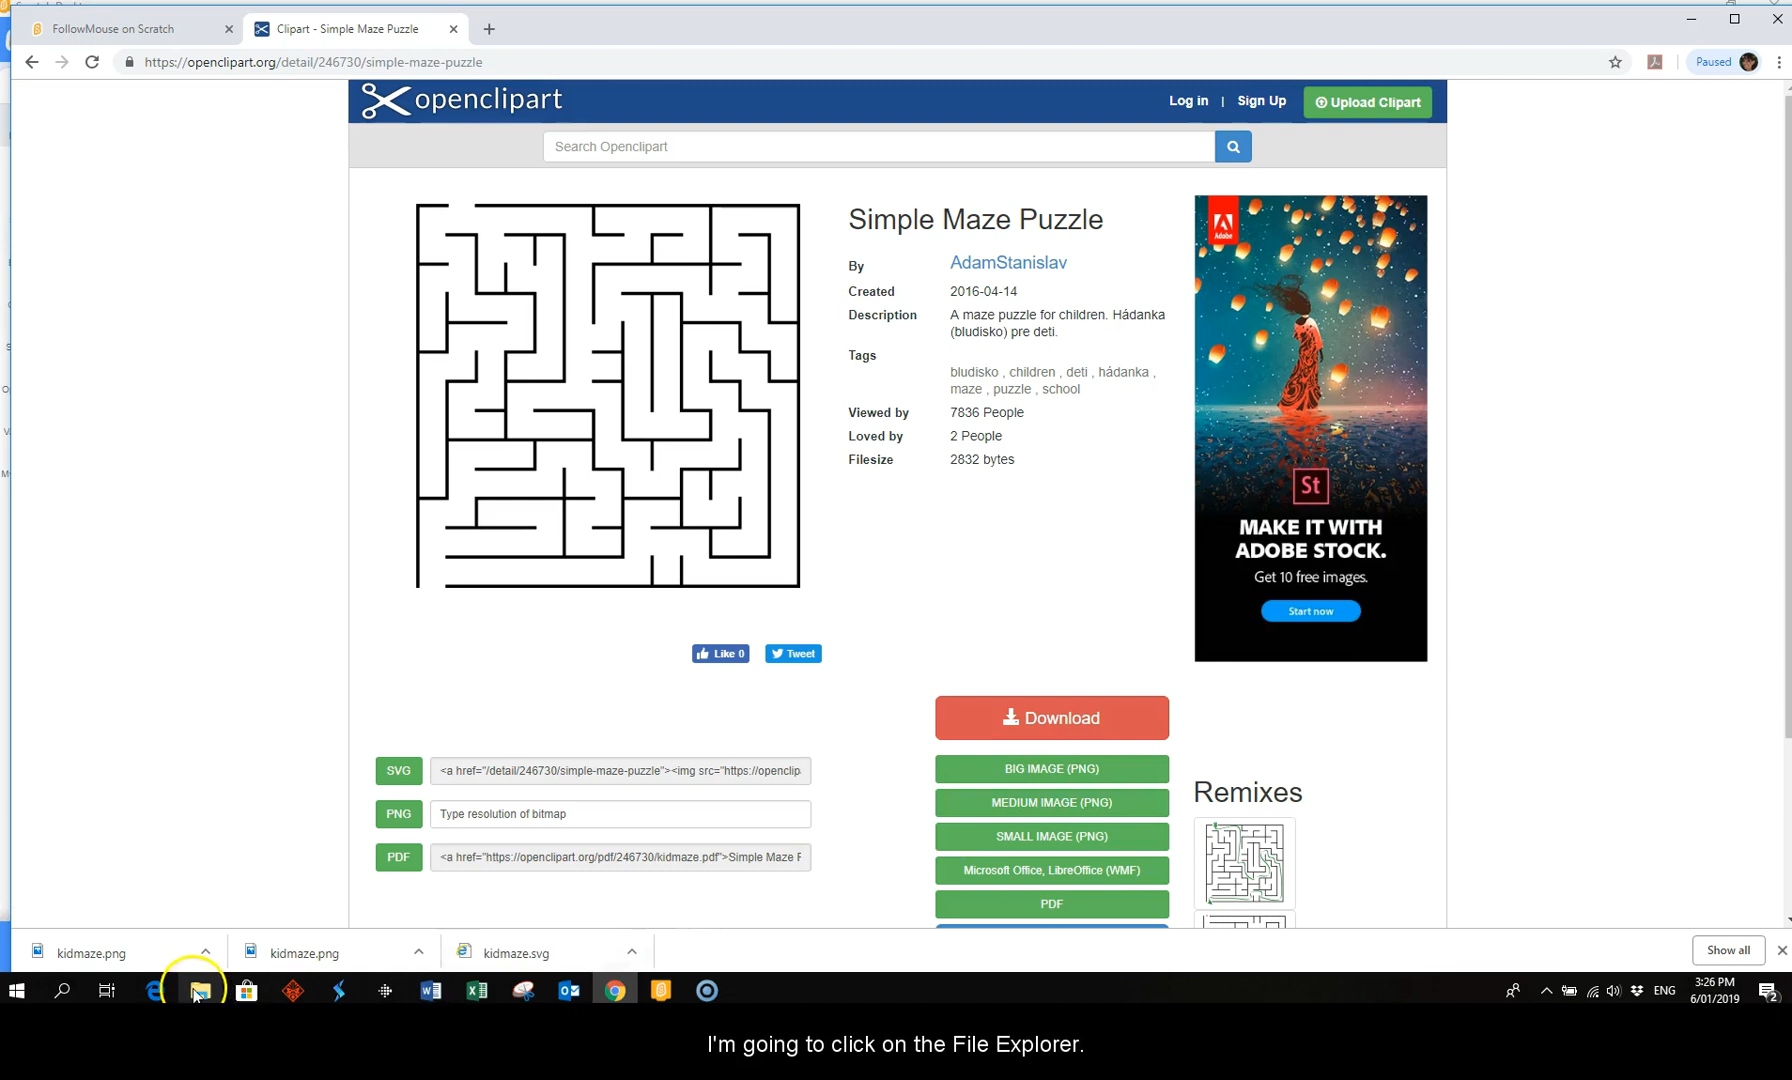 FollowMouse on Scratch
Clipart - Simple Maze Puzzle
https://openclipart.org/detail/246730/simple-maze-puzzle
Paused
openclipart
Log in | Sign Up
Upload Clipart
Search Openclipart
Simple Maze Puzzle
By AdamStanislav
Created 2016-04-14
Description A maze puzzle for children. Hádanka
(bludisko) pre deti.
Tags
bludisko , children , deti , hádanka ,
maze , puzzle , school
Viewed by 7836 People
Loved by 2 People
Filesize 2832 bytes
Adobe
St
MAKE IT WITH
ADOBE STOCK.
Get 10 free images.
Start now
Like 0
Tweet
Download
SVG <a href="/detail/246730/simple-maze-puzzle"><img src="https://openclip
PNG Type resolution of bitmap
PDF <a href="https://openclipart.org/pdf/246730/kidmaze.pdf">Simple Maze P
BIG IMAGE (PNG)
MEDIUM IMAGE (PNG)
SMALL IMAGE (PNG)
Microsoft Office, LibreOffice (WMF)
PDF
Remixes
kidmaze.png
kidmaze.png
kidmaze.svg
Show all
ENG
3:26 PM
6/01/2019
2
I'm going to click on the File Explorer.